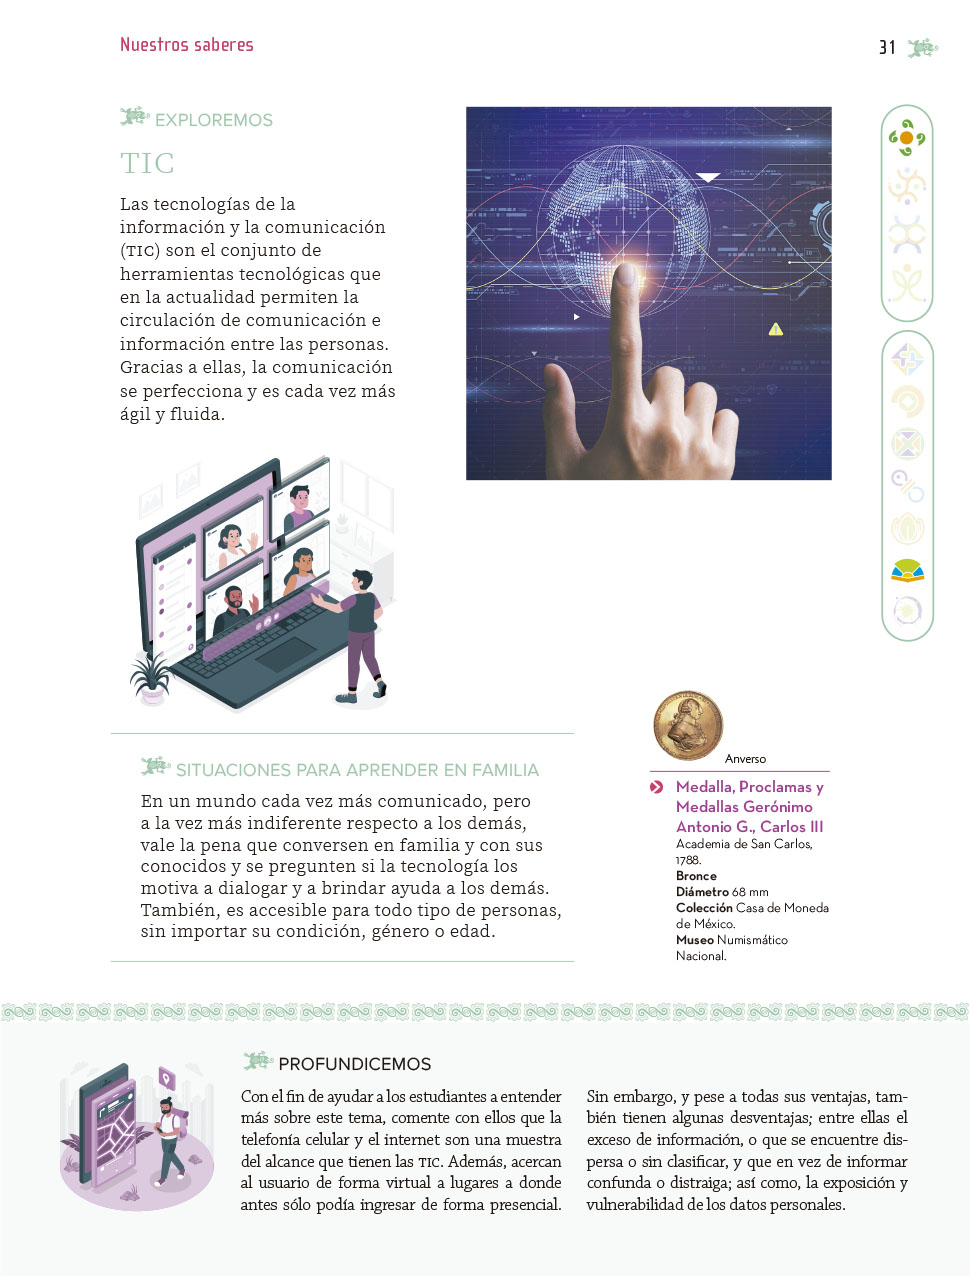 Nuestros saberes
31
EXPLOREMOS
TIC
Las tecnologías de la
información y la comunicación
(TIC) son el conjunto de
herramientas tecnológicas que
en la actualidad permiten la
circulación de comunicación e
información entre las personas.
Gracias a ellas, la comunicación
se perfecciona y es cada vez más
ágil y fluida.
SITUACIONES PARA APRENDER EN FAMILIA
En un mundo cada vez más comunicado, pero
a la vez más indiferente respecto a los demás,
vale la pena que conversen en familia y con sus
conocidos y se pregunten si la tecnología los
motiva a dialogar y a brindar ayuda a los demás.
También, es accesible para todo tipo de personas,
sin importar su condición, género o edad.
Anverso
Medalla, Proclamas y
Medallas Gerónimo
Antonio G., Carlos III
Academia de San Carlos,
1788.
Bronce
Diámetro 68 mm
Colección Casa de Moneda
de México.
Museo Numismático
Nacional.
PROFUNDICEMOS
Con el fin de ayudar a los estudiantes a entender
más sobre este tema, comente con ellos que la
telefonía celular y el internet son una muestra
del alcance que tienen las TIC. Además, acercan
al usuario de forma virtual a lugares a donde
antes sólo podía ingresar de forma presencial.
Sin embargo, y pese a todas sus ventajas, tam-
bién tienen algunas desventajas; entre ellas el
exceso de información, o que se encuentre dis-
persa o sin clasificar, y que en vez de informar
confunda o distraiga; así como, la exposición y
vulnerabilidad de los datos personales.